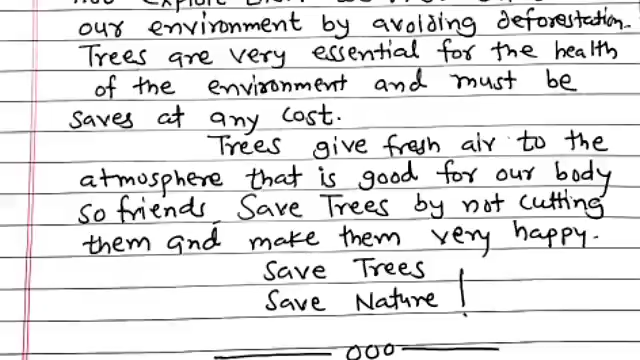 our environment by avoiding deforestation.
Trees are very essential for the health
of the environment and must be
saves at any cost.
Trees give fresh air to the
atmosphere that is good for our body
so friends, Save Trees by not cutting
them and make them very happy.
Save Trees
Save Nature !